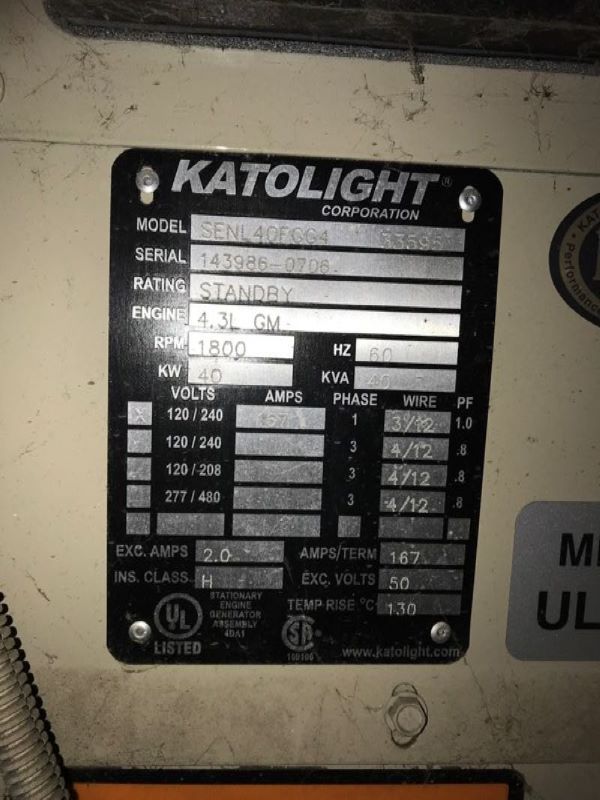 KATOLIGHT®
CORPORATION
MODEL SENL40FGG4 33595
SERIAL 143986-0706
RATING STANDBY
ENGINE 4.3L GM
RPM 1800 HZ 60
KW 40 KVA 40
VOLTS AMPS PHASE WIRE PF
X 120/240 167 1 3/12 1.0
120/240 3 4/12 .8
120/208 3 4/12 .8
277/480 3 4/12 .8
EXC. AMPS 2.0 AMPS/TERM 167
INS. CLASS H EXC. VOLTS 50
TEMP RISE °C 130
UL
LISTED
STATIONARY
ENGINE
GENERATOR
ASSEMBLY
4DA1
SA
www.katolight.com
UL